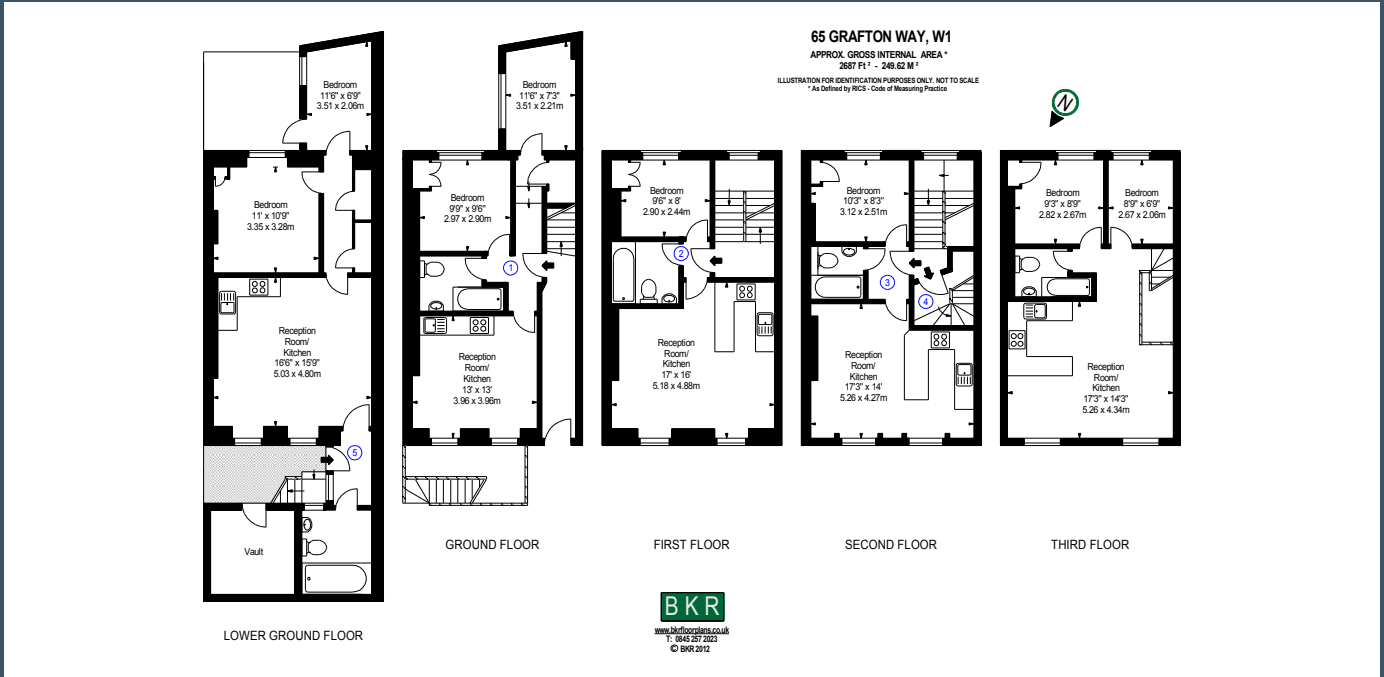 65 GRAFTON WAY, W1
APPROX. GROSS INTERNAL AREA *
2687 Ft ² - 249.62 M ²
ILLUSTRATION FOR IDENTIFICATION PURPOSES ONLY. NOT TO SCALE
* As Defined by RICS - Code of Measuring Practice
N
Bedroom
11'6" x 6'9"
3.51 x 2.06m
Bedroom
11' x 10'9"
3.35 x 3.28m
Reception
Room/
Kitchen
16'6" x 15'9"
5.03 x 4.80m
5
Vault
LOWER GROUND FLOOR
Bedroom
11'6" x 7'3"
3.51 x 2.21m
Bedroom
9'9" x 9'6"
2.97 x 2.90m
1
Reception
Room/
Kitchen
13' x 13'
3.96 x 3.96m
GROUND FLOOR
Bedroom
9'6" x 8'
2.90 x 2.44m
2
Reception
Room/
Kitchen
17' x 16'
5.18 x 4.88m
FIRST FLOOR
Bedroom
10'3" x 8'3"
3.12 x 2.51m
3
4
Reception
Room/
Kitchen
17'3" x 14'
5.26 x 4.27m
SECOND FLOOR
Bedroom
9'3" x 8'9"
2.82 x 2.67m
Bedroom
8'9" x 6'9"
2.67 x 2.06m
Reception
Room/
Kitchen
17'3" x 14'3"
5.26 x 4.34m
THIRD FLOOR
BKR
www.bkrfloorplans.co.uk
T: 0845 257 2023
© BKR 2012